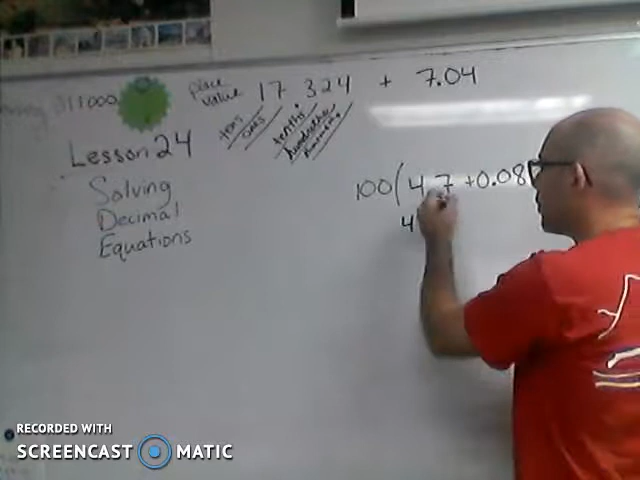 place value 17.324 + 7.04
tens
ones
tenths
hundredths
Lesson 24
Solving
Decimal
Equations
100(4.7+0.08
4
RECORDED WITH
SCREENCAST MATIC